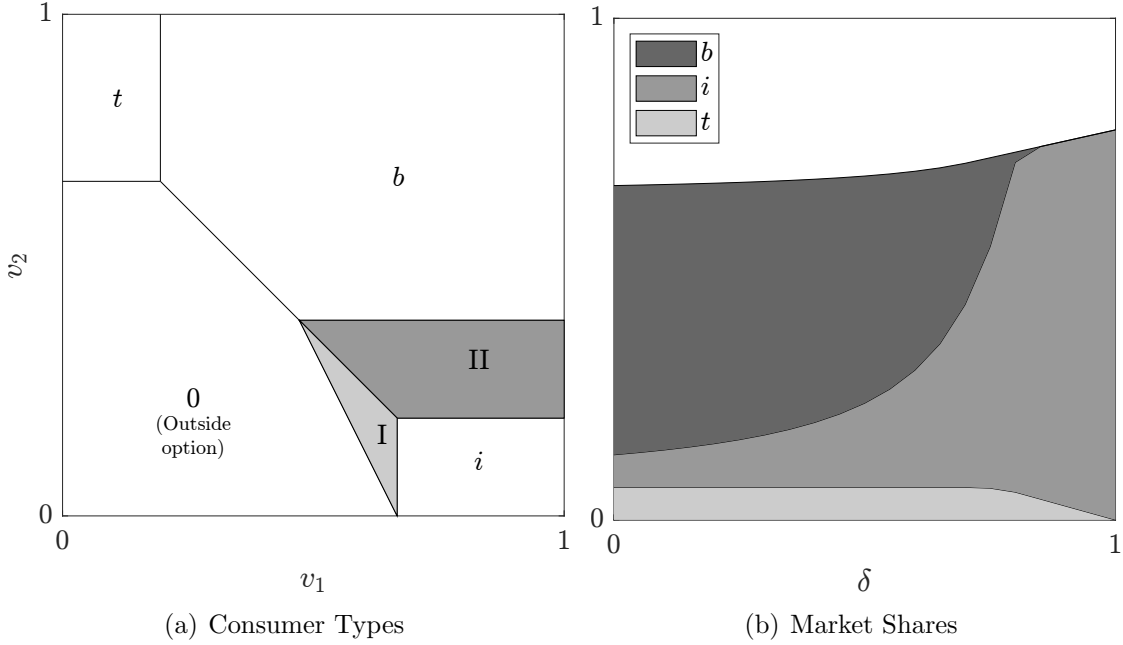 1
t
b
v₂
II
0
(Outside
option)
I
i
0
0
1
v₁
(a) Consumer Types
1
b
i
t
0
0
1
δ
(b) Market Shares